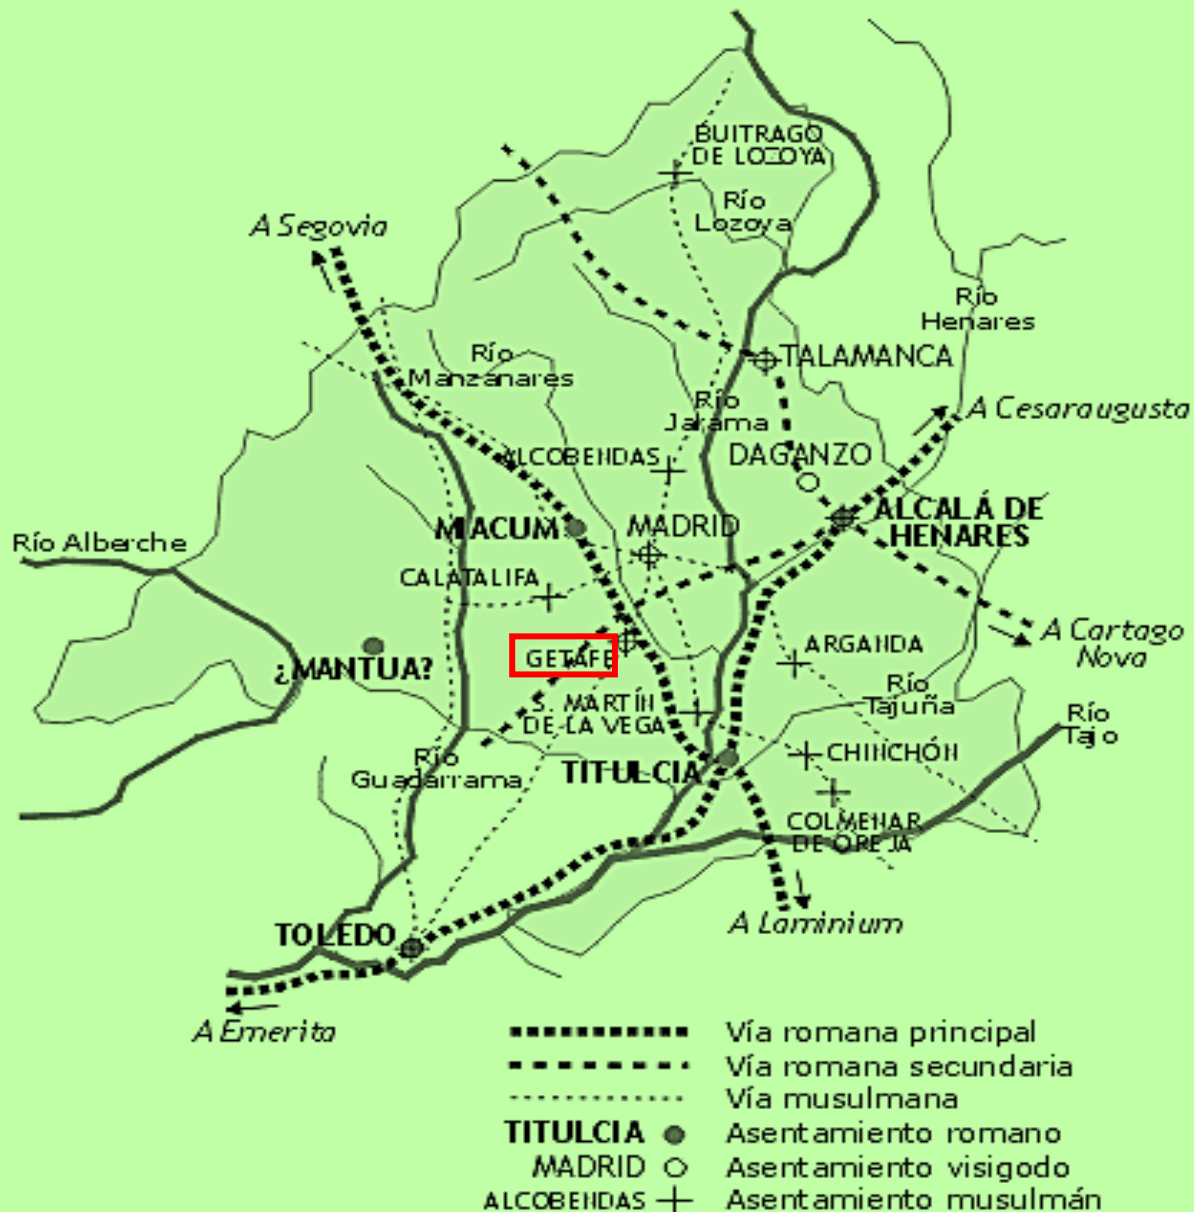 BUITRAGO
DE LOZOYA
Río
Lozoya
A Segovia
Río
Henares
Río
Manzanares
TALAMANCA
Río
Jarama
A Cesaraugusta
ALCOBENDAS
DAGANZO
ALCALÁ DE
HENARES
MIACUM
MADRID
Río Alberche
CALATALIFA
A Cartago
Nova
¿MANTUA?
GETAFE
ARGANDA
S. MARTÍN
DE LA VEGA
Río
Tajuña
Río
Tajo
Río
Guadarrama
TITULCIA
CHINCHÓN
COLMENAR
DE OREJA
TOLEDO
A Laminium
A Emerita
Vía romana principal
Vía romana secundaria
Vía musulmana
TITULCIA Asentamiento romano
MADRID Asentamiento visigodo
ALCOBENDAS Asentamiento musulmán